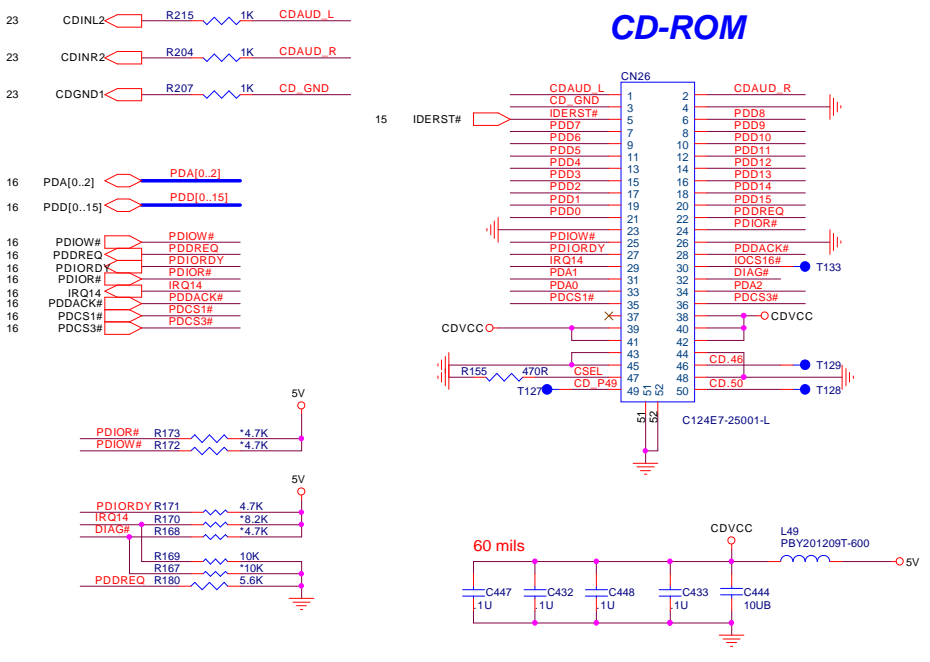 CD-ROM
23 CDINL2 R215 1K CDAUD_L
23 CDINR2 R204 1K CDAUD_R
23 CDGND1 R207 1K CD_GND
16 PDA[0..2] PDA[0..2]
16 PDD[0..15] PDD[0..15]
16 PDIOW# PDIOW#
16 PDDREQ PDDREQ
16 PDIORDY PDIORDY
16 PDIOR# PDIOR#
16 IRQ14 IRQ14
16 PDDACK# PDDACK#
16 PDCS1# PDCS1#
16 PDCS3# PDCS3#
CN26
CDAUD_L 1 2 CDAUD_R
CD_GND 3 4
15 IDERST# IDERST# 5 6 PDD8
PDD7 7 8 PDD9
PDD6 9 10 PDD10
PDD5 11 12 PDD11
PDD4 13 14 PDD12
PDD3 15 16 PDD13
PDD2 17 18 PDD14
PDD1 19 20 PDD15
PDD0 21 22 PDDREQ
23 24 PDIOR#
PDIOW# 25 26
PDIORDY 27 28 PDDACK#
IRQ14 29 30 IOCS16# T133
PDA1 31 32 DIAG#
PDA0 33 34 PDA2
PDCS1# 35 36 PDCS3#
37 38 CDVCC
CDVCC 39 40
41 42
43 44
45 46 CD.46 T129
R155 470R CSEL 47 48
T127 CD_P49 49 50 CD.50 T128
51 52
51 52
C124E7-25001-L
5V
PDIOR# R173 *4.7K
PDIOW# R172 *4.7K
5V
PDIORDY R171 4.7K
IRQ14 R170 *8.2K
DIAG# R168 *4.7K
R169 10K
R167 *10K
PDDREQ R180 5.6K
60 mils
CDVCC
L49
PBY201209T-600
5V
C447 C432 C448 C433 C444
.1U .1U .1U .1U 10UB